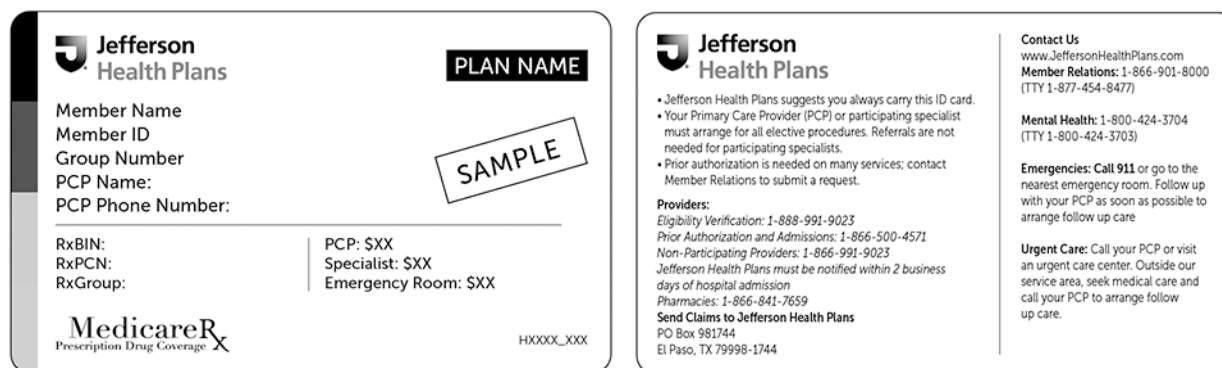 Jefferson
Health Plans
PLAN NAME
Member Name
Member ID
Group Number
PCP Name:
PCP Phone Number:
SAMPLE
RxBIN:
RxPCN:
RxGroup:
PCP: $XX
Specialist: $XX
Emergency Room: $XX
MedicareRx
Prescription Drug Coverage
HXXXX_XXX
Jefferson
Health Plans
• Jefferson Health Plans suggests you always carry this ID card.
• Your Primary Care Provider (PCP) or participating specialist
must arrange for all elective procedures. Referrals are not
needed for participating specialists.
• Prior authorization is needed on many services; contact
Member Relations to submit a request.
Providers:
Eligibility Verification: 1-888-991-9023
Prior Authorization and Admissions: 1-866-500-4571
Non-Participating Providers: 1-866-991-9023
Jefferson Health Plans must be notified within 2 business
days of hospital admission
Pharmacies: 1-866-841-7659
Send Claims to Jefferson Health Plans
PO Box 981744
El Paso, TX 79998-1744
Contact Us
www.JeffersonHealthPlans.com
Member Relations: 1-866-901-8000
(TTY 1-877-454-8477)
Mental Health: 1-800-424-3704
(TTY 1-800-424-3703)
Emergencies: Call 911 or go to the
nearest emergency room. Follow up
with your PCP as soon as possible to
arrange follow up care
Urgent Care: Call your PCP or visit
an urgent care center. Outside our
service area, seek medical care and
call your PCP to arrange follow
up care.